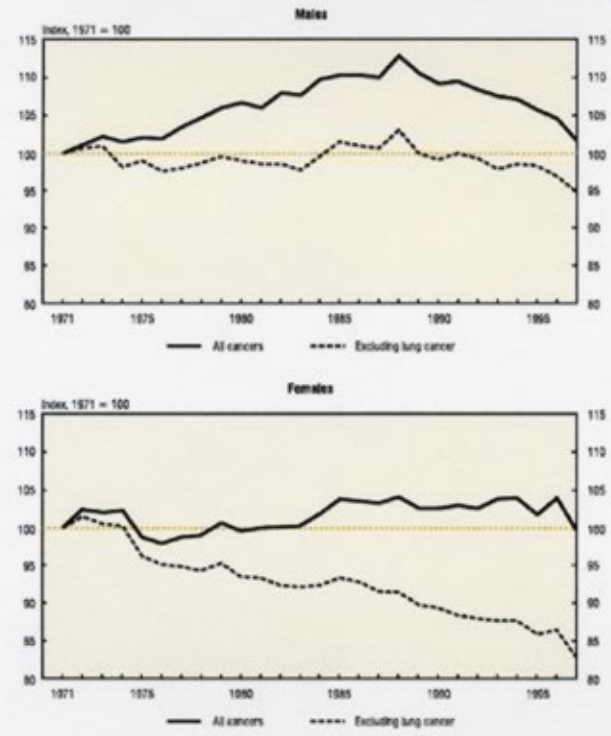 Males
Index, 1971 = 100
115 115
110 110
105 105
100 100
95 95
90 90
85 85
80 80
1971 1975 1980 1985 1990 1995
All cancers Excluding lung cancer
Females
Index, 1971 = 100
115 115
110 110
105 105
100 100
95 95
90 90
85 85
80 80
1971 1975 1980 1985 1990 1995
All cancers Excluding lung cancer